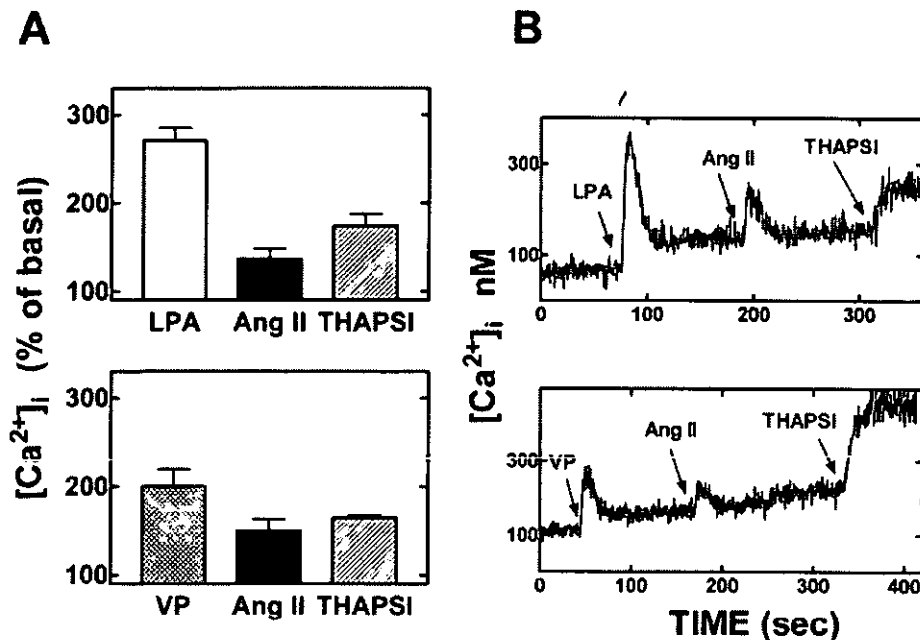 A
B
[Ca2+]i (% of basal)
300
200
100
LPA Ang II THAPSI
300
200
100
VP Ang II THAPSI
[Ca2+]i nM
300
100
LPA
Ang II
THAPSI
0 100 200 300
300
100
VP
Ang II
THAPSI
0 100 200 300 400
TIME (sec)